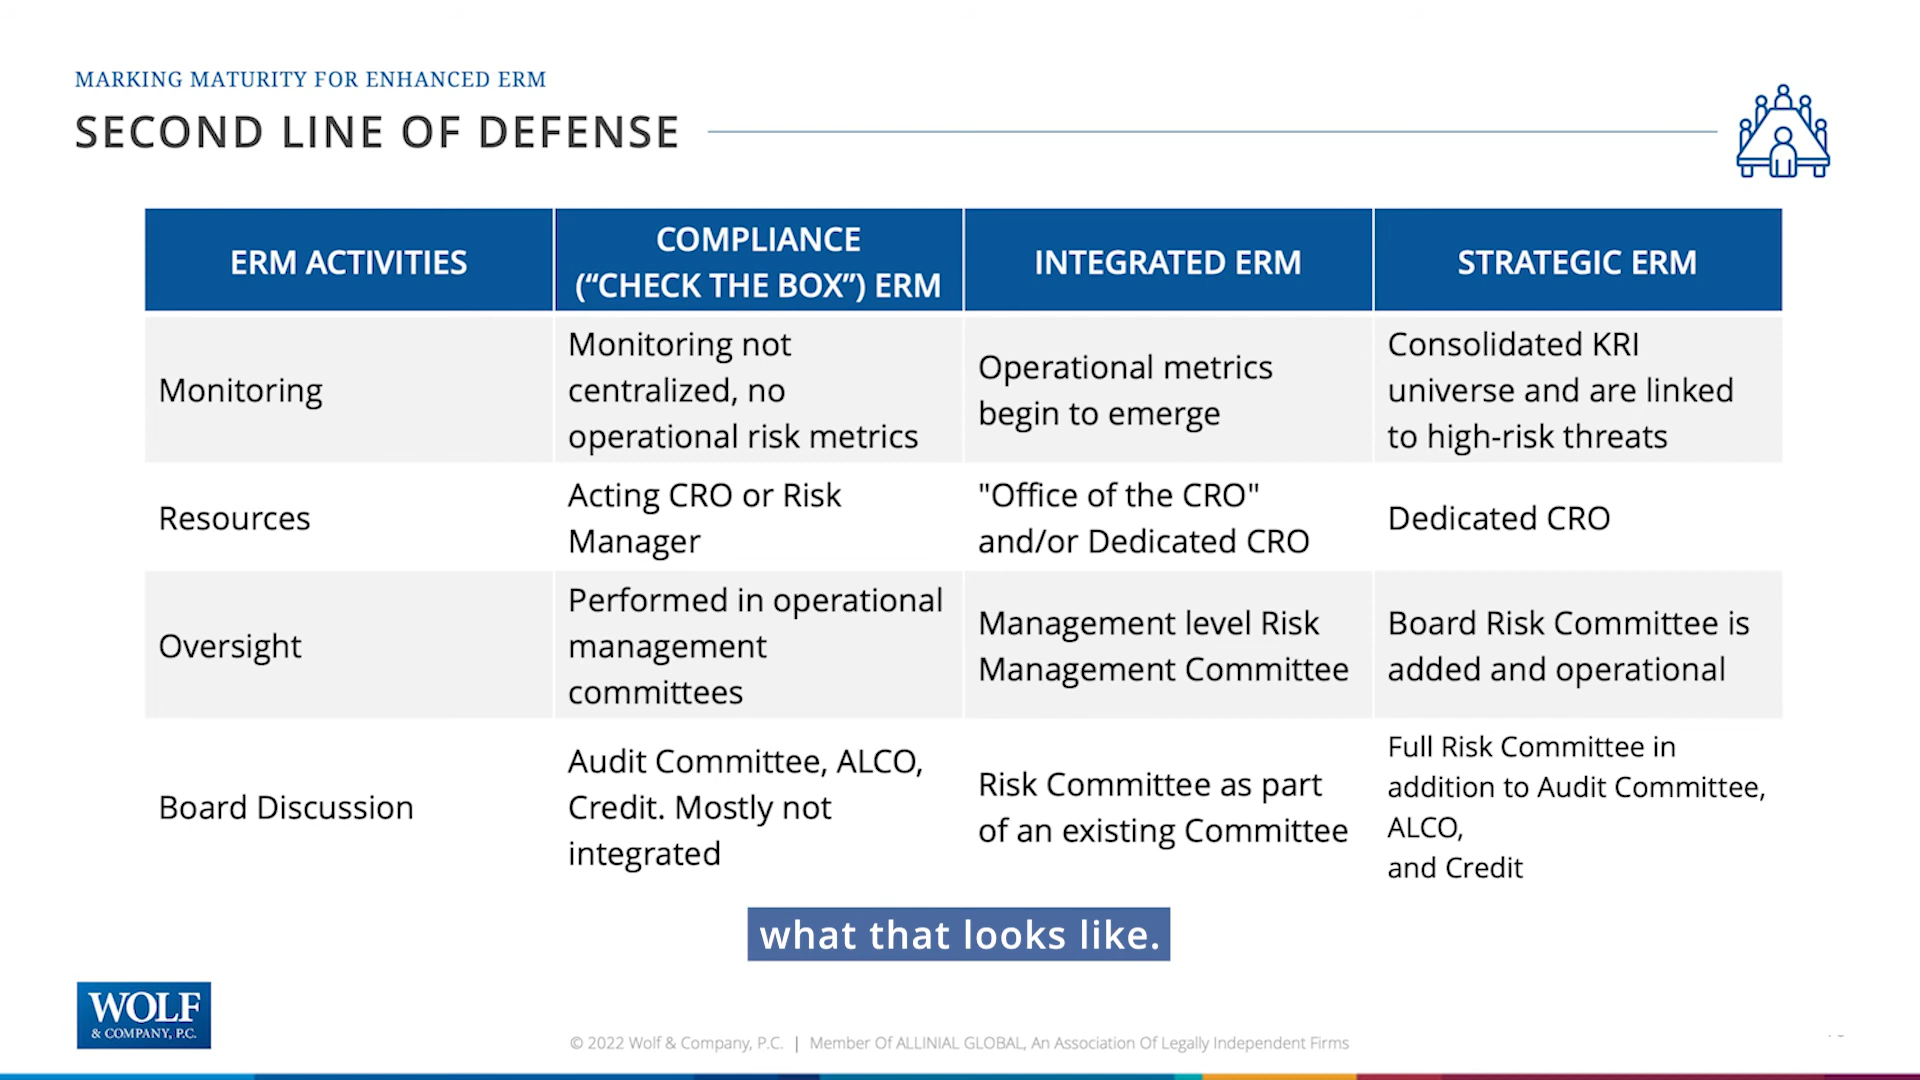 MARKING MATURITY FOR ENHANCED ERM
SECOND LINE OF DEFENSE
ERM ACTIVITIES
COMPLIANCE
(“CHECK THE BOX”) ERM
INTEGRATED ERM
STRATEGIC ERM
Monitoring
Monitoring not
centralized, no
operational risk metrics
Operational metrics
begin to emerge
Consolidated KRI
universe and are linked
to high-risk threats
Resources
Acting CRO or Risk
Manager
"Office of the CRO"
and/or Dedicated CRO
Dedicated CRO
Oversight
Performed in operational
management
committees
Management level Risk
Management Committee
Board Risk Committee is
added and operational
Board Discussion
Audit Committee, ALCO,
Credit. Mostly not
integrated
Risk Committee as part
of an existing Committee
Full Risk Committee in
addition to Audit Committee,
ALCO,
and Credit
what that looks like.
WOLF
& COMPANY, P.C.
© 2022 Wolf & Company, P.C. | Member Of ALLINIAL GLOBAL, An Association Of Legally Independent Firms